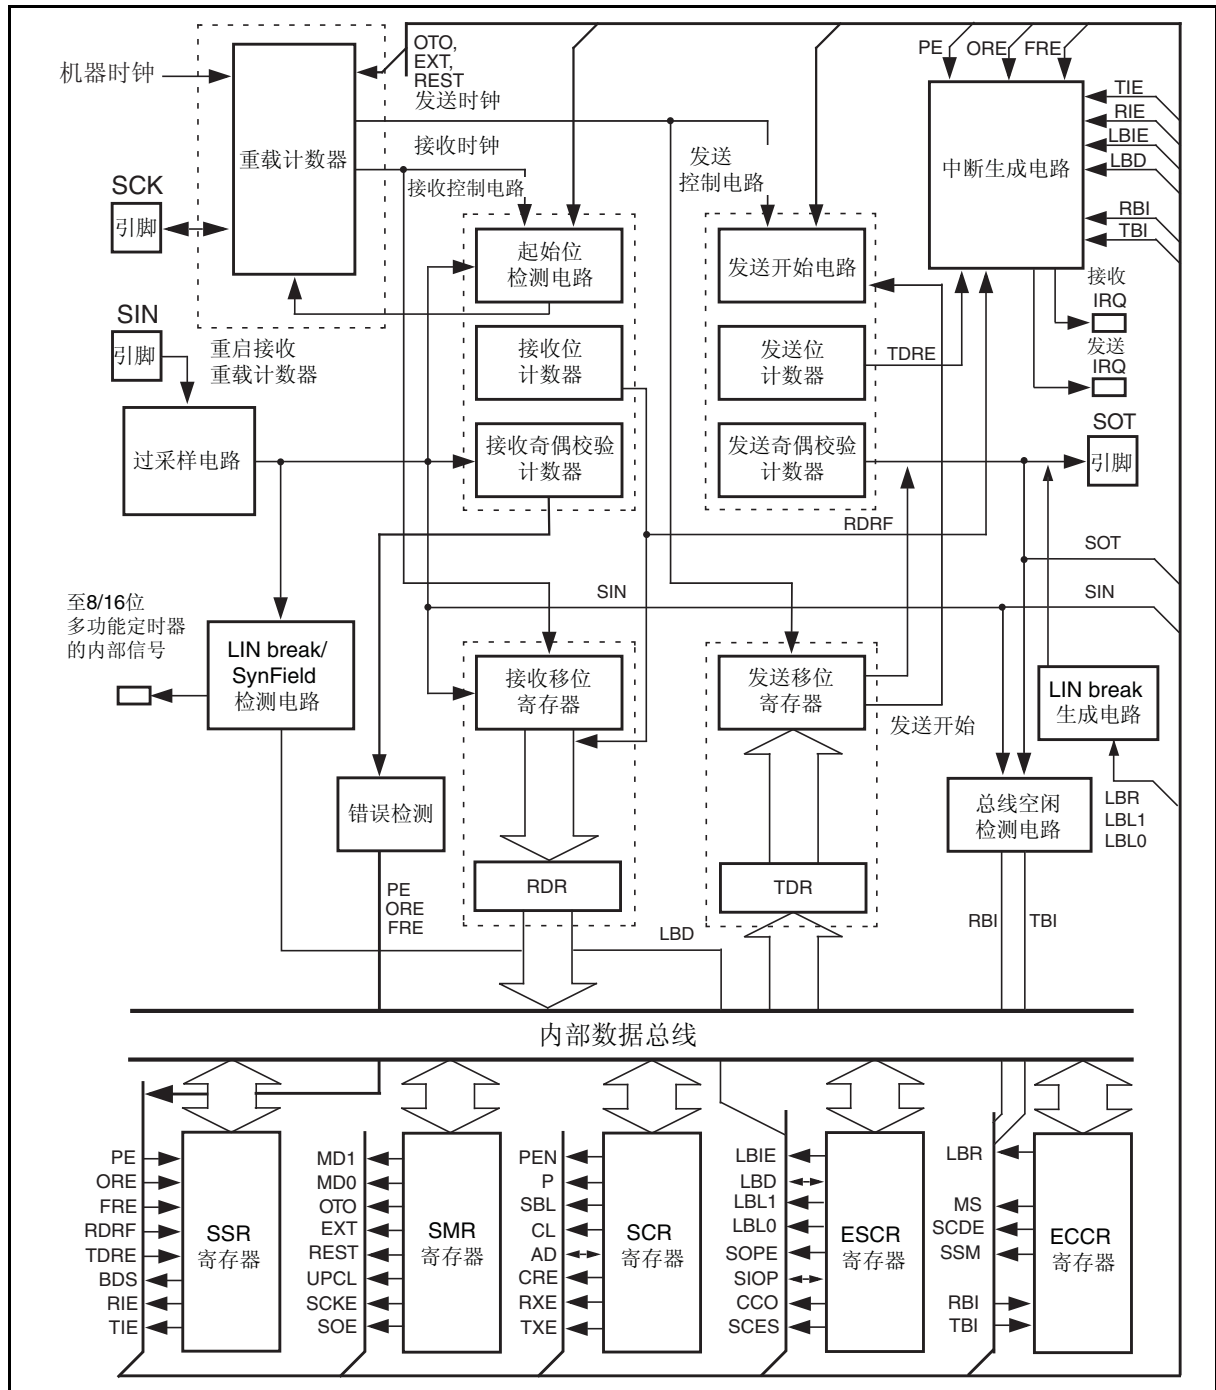 OTO,
EXT,
REST
机器时钟
发送时钟
接收时钟
重载计数器
接收控制电路
发送
控制电路
SCK
引脚
PE
ORE
FRE
TIE
RIE
LBIE
LBD
RBI
TBI
中断生成电路
起始位
检测电路
发送开始电路
接收
IRQ
发送
IRQ
SIN
引脚
重启接收
重载计数器
接收位
计数器
发送位
计数器
TDRE
过采样电路
接收奇偶校验
计数器
发送奇偶校验
计数器
SOT
引脚
RDRF
SOT
SIN
SIN
至8/16位
多功能定时器
的内部信号
LIN break/
SynField
检测电路
接收移位
寄存器
发送移位
寄存器
发送开始
LIN break
生成电路
错误检测
总线空闲
检测电路
LBR
LBL1
LBL0
RDR
TDR
PE
ORE
FRE
LBD
RBI
TBI
内部数据总线
PE
ORE
FRE
RDRF
TDRE
BDS
RIE
TIE
SSR
寄存器
MD1
MD0
OTO
EXT
REST
UPCL
SCKE
SOE
SMR
寄存器
PEN
P
SBL
CL
AD
CRE
RXE
TXE
SCR
寄存器
LBIE
LBD
LBL1
LBL0
SOPE
SIOP
CCO
SCES
ESCR
寄存器
LBR
MS
SCDE
SSM
RBI
TBI
ECCR
寄存器